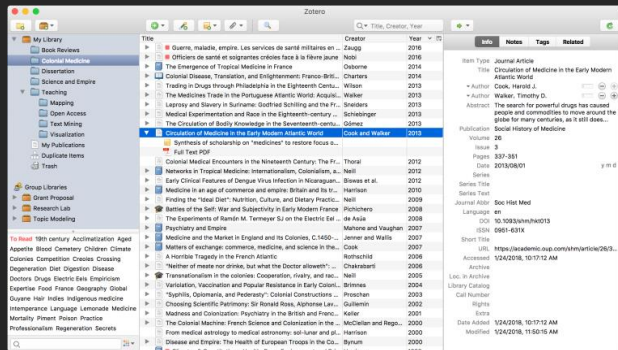 Zotero
Title, Creator, Year
My Library
Book Reviews
Colonial Medicine
Dissertation
Science and Empire
Teaching
Mapping
Open Access
Text Mining
Visualization
My Publications
Duplicate Items
Trash
Group Libraries
Grant Proposal
Research Lab
Topic Modeling
To Read 19th century Acclimatization Aged
Appetite Blood Cemetery Children Climate
Colonies Competition Creoles Crossing
Degeneration Diet Digestion Disease
Doctors Drugs Electric Eels Empiricism
Expertise Food France Geography Global
Guyane Hair Indies Indigenous medicine
Intemperance Language Lemonade Medicine
Mortality Piment Poison Practice
Professionalism Regeneration Secrets
Title Creator Year
Guerre, maladie, empire. Les services de santé militaires en ... Zaugg 2016
Officiers de santé et soignantes créoles face à la fièvre jaune Nobi 2016
The Emergence of Tropical Medicine in France Osborne 2014
Colonial Disease, Translation, and Enlightenment: Franco-Briti... Charters 2014
Trading in Drugs through Philadelphia in the Eighteenth Centu... Wilson 2013
The Medicines Trade in the Portuguese Atlantic World: Acquisi... Walker 2013
Leprosy and Slavery in Suriname: Godfried Schilling and the Fr... Snelders 2013
Medical Experimentation and Race in the Eighteenth-century ... Schiebinger 2013
The Circulation of Bodily Knowledge in the Seventeenth-centu... Gómez 2013
Circulation of Medicine in the Early Modern Atlantic World Cook and Walker 2013
Synthesis of scholarship on "medicines" to restore focus o...
Full Text PDF
Colonial Medical Encounters in the Nineteenth Century: The Fr... Thoral 2012
Networks in Tropical Medicine: Internationalism, Colonialism, a... Neill 2012
Early Clinical Features of Dengue Virus Infection in Nicaraguan... Biswas et al. 2012
Medicine in an age of commerce and empire: Britain and its tr... Harrison 2010
Finding the "Ideal Diet": Nutrition, Culture, and Dietary Practic... Neill 2009
Battles of the Self: War and Subjectivity in Early Modern France Pichichero 2008
The Experiments of Ramón M. Termeyer SJ on the Electric Eel ... de Asúa 2008
Psychiatry and Empire Mahone and Vaughan 2007
Medicine and the Market in England and its Colonies, C.1450-... Jenner and Wallis 2007
Matters of exchange: commerce, medicine, and science in the... Cook 2007
A Horrible Tragedy in the French Atlantic Rothschild 2006
"Neither of meate nor drinke, but what the Doctor alloweth": ... Chakrabarti 2006
Transnationalism in the colonies: Cooperation, rivalry, and rac... Neill 2005
Variolation, Vaccination and Popular Resistance in Early Coloni... Brimnes 2004
"Syphilis, Opiomania, and Pederasty": Colonial Constructions ... Proschan 2003
Choosing Scientific Patrimony: Sir Ronald Ross, Alphonse Lav... Guillemin 2002
Madness and Colonization: Psychiatry in the British and Frenc... Keller 2001
The Colonial Machine: French Science and Colonization in the ... McClellan and Rego... 2000
From medical astrology to medical astronomy: sol-lunar and pl... Harrison 2000
Disease and Empire: The Health of European Troops in the Co... Bynum 2000
Info Notes Tags Related
Item Type Journal Article
Title Circulation of Medicine in the Early Modern
Atlantic World
Author Cook, Harold J.
Author Walker, Timothy D.
Abstract The search for powerful drugs has caused
people and commodities to move around the
globe for many centuries, as it still does...
Publication Social History of Medicine
Volume 26
Issue 3
Pages 337-351
Date 2013/08/01 y m d
Series
Series Title
Series Text
Journal Abbr Soc Hist Med
Language en
DOI 10.1093/shm/hkt013
ISSN 0951-631X
Short Title
URL https://academic.oup.com/shm/article/26/3...
Accessed 1/24/2018, 10:17:12 AM
Archive
Loc. in Archive
Library Catalog
Call Number
Rights
Extra
Date Added 1/24/2018, 10:17:12 AM
Modified 1/24/2018, 11:50:15 AM